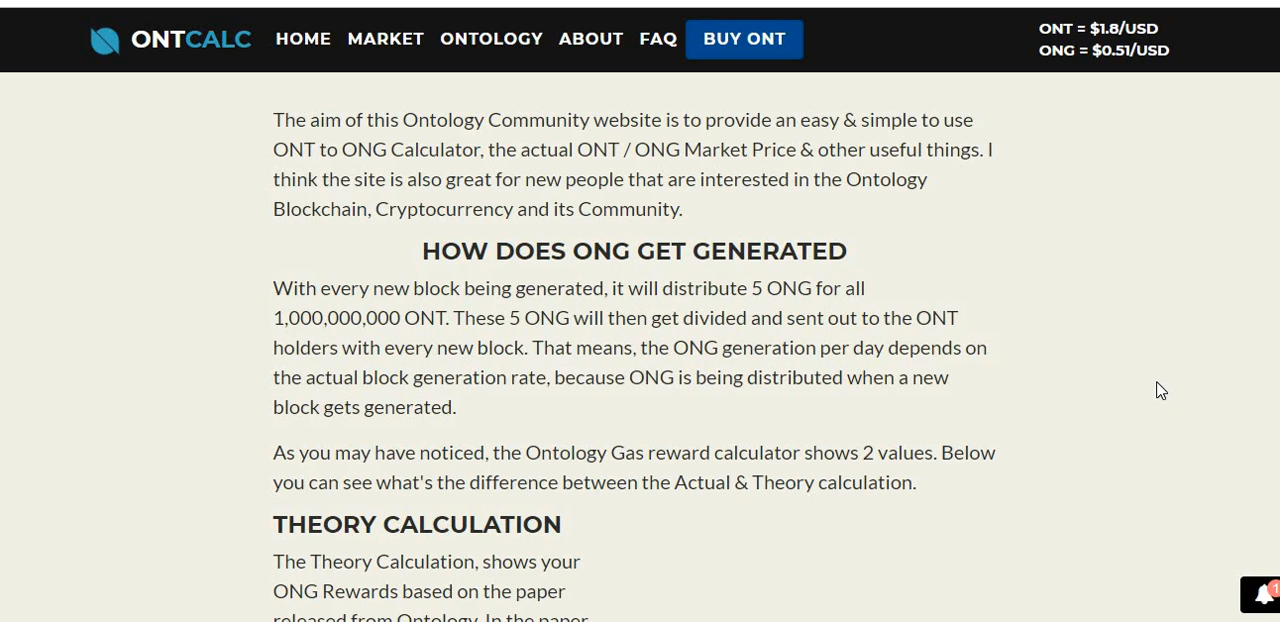 ONTCALC HOME MARKET ONTOLOGY ABOUT FAQ BUY ONT
ONT = $1.8/USD
ONG = $0.51/USD
The aim of this Ontology Community website is to provide an easy & simple to use
ONT to ONG Calculator, the actual ONT / ONG Market Price & other useful things. I
think the site is also great for new people that are interested in the Ontology
Blockchain, Cryptocurrency and its Community.
HOW DOES ONG GET GENERATED
With every new block being generated, it will distribute 5 ONG for all
1,000,000,000 ONT. These 5 ONG will then get divided and sent out to the ONT
holders with every new block. That means, the ONG generation per day depends on
the actual block generation rate, because ONG is being distributed when a new
block gets generated.
As you may have noticed, the Ontology Gas reward calculator shows 2 values. Below
you can see what's the difference between the Actual & Theory calculation.
THEORY CALCULATION
The Theory Calculation, shows your
ONG Rewards based on the paper
released from Ontology. In the paper
1